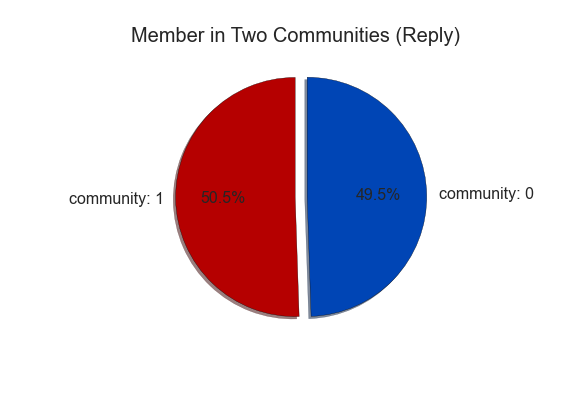 Member in Two Communities (Reply)
community: 1
50.5%
49.5%
community: 0